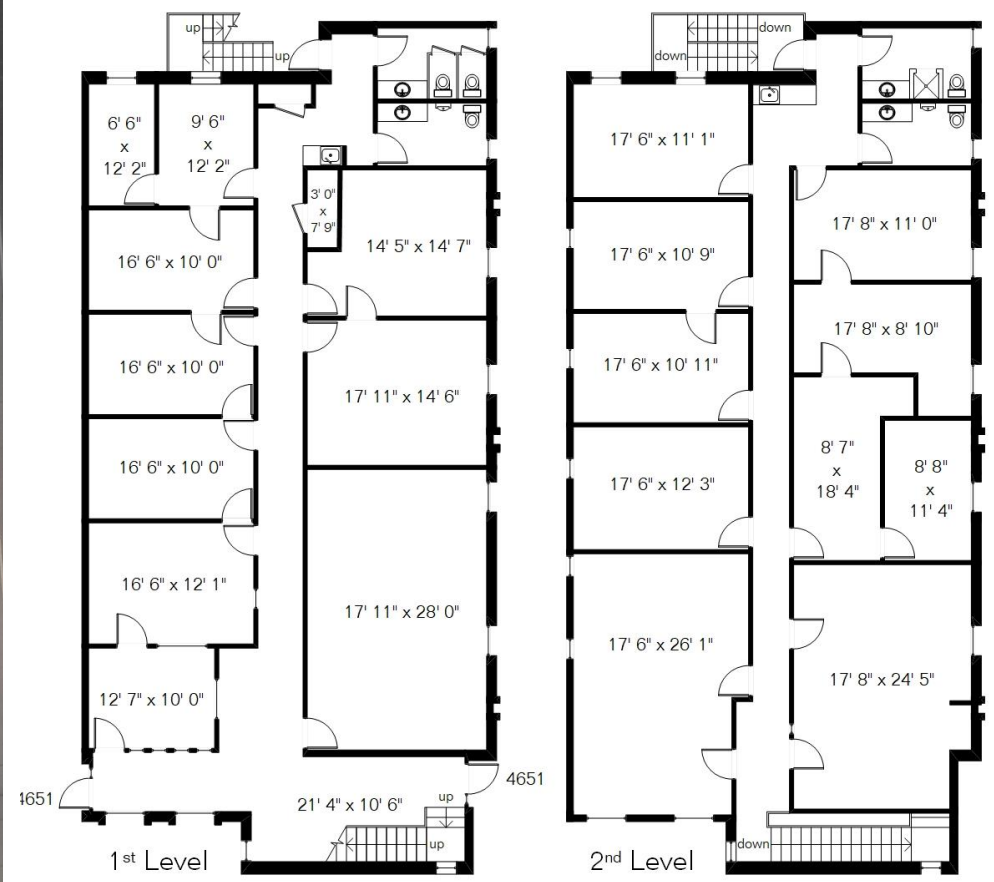 up
up
down
down
6' 6"
x
12' 2"
9' 6"
x
12' 2"
3' 0"
x
7' 9"
14' 5" x 14' 7"
16' 6" x 10' 0"
16' 6" x 10' 0"
17' 11" x 14' 6"
16' 6" x 10' 0"
16' 6" x 12' 1"
17' 11" x 28' 0"
12' 7" x 10' 0"
4651
4651
21' 4" x 10' 6"
up
up
1st Level
17' 6" x 11' 1"
17' 8" x 11' 0"
17' 6" x 10' 9"
17' 8" x 8' 10"
17' 6" x 10' 11"
8' 7"
x
18' 4"
8' 8"
x
11' 4"
17' 6" x 12' 3"
17' 6" x 26' 1"
17' 8" x 24' 5"
down
2nd Level